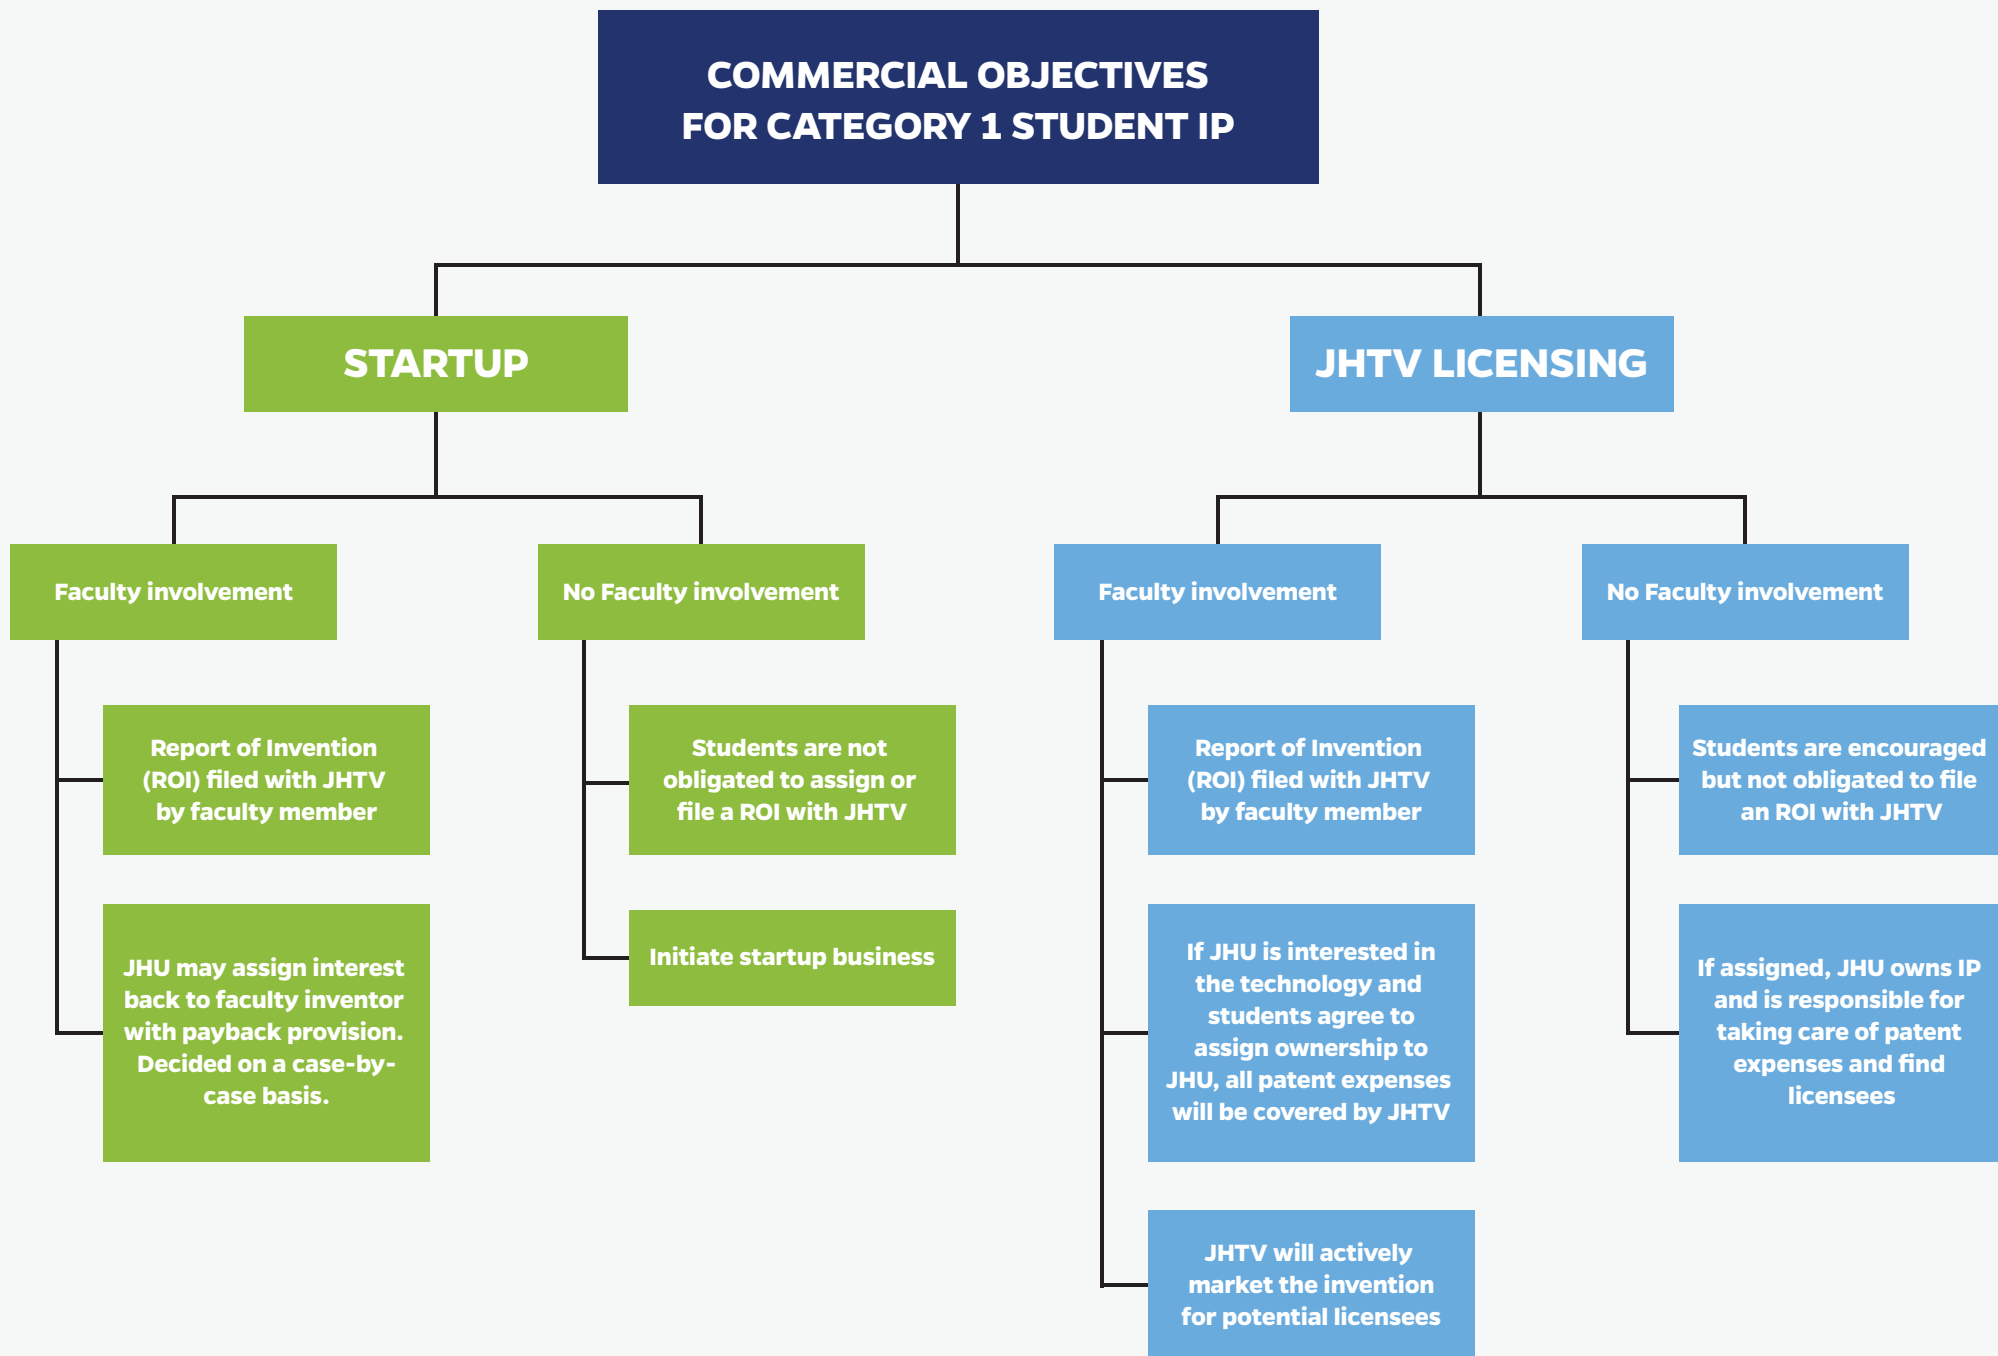 COMMERCIAL OBJECTIVES
FOR CATEGORY 1 STUDENT IP
STARTUP
JHTV LICENSING
Faculty involvement
No Faculty involvement
Faculty involvement
No Faculty involvement
Report of Invention
(ROI) filed with JHTV
by faculty member
JHU may assign interest
back to faculty inventor
with payback provision.
Decided on a case-by-
case basis.
Students are not
obligated to assign or
file a ROI with JHTV
Initiate startup business
Report of Invention
(ROI) filed with JHTV
by faculty member
If JHU is interested in
the technology and
students agree to
assign ownership to
JHU, all patent expenses
will be covered by JHTV
JHTV will actively
market the invention
for potential licensees
Students are encouraged
but not obligated to file
an ROI with JHTV
If assigned, JHU owns IP
and is responsible for
taking care of patent
expenses and find
licensees